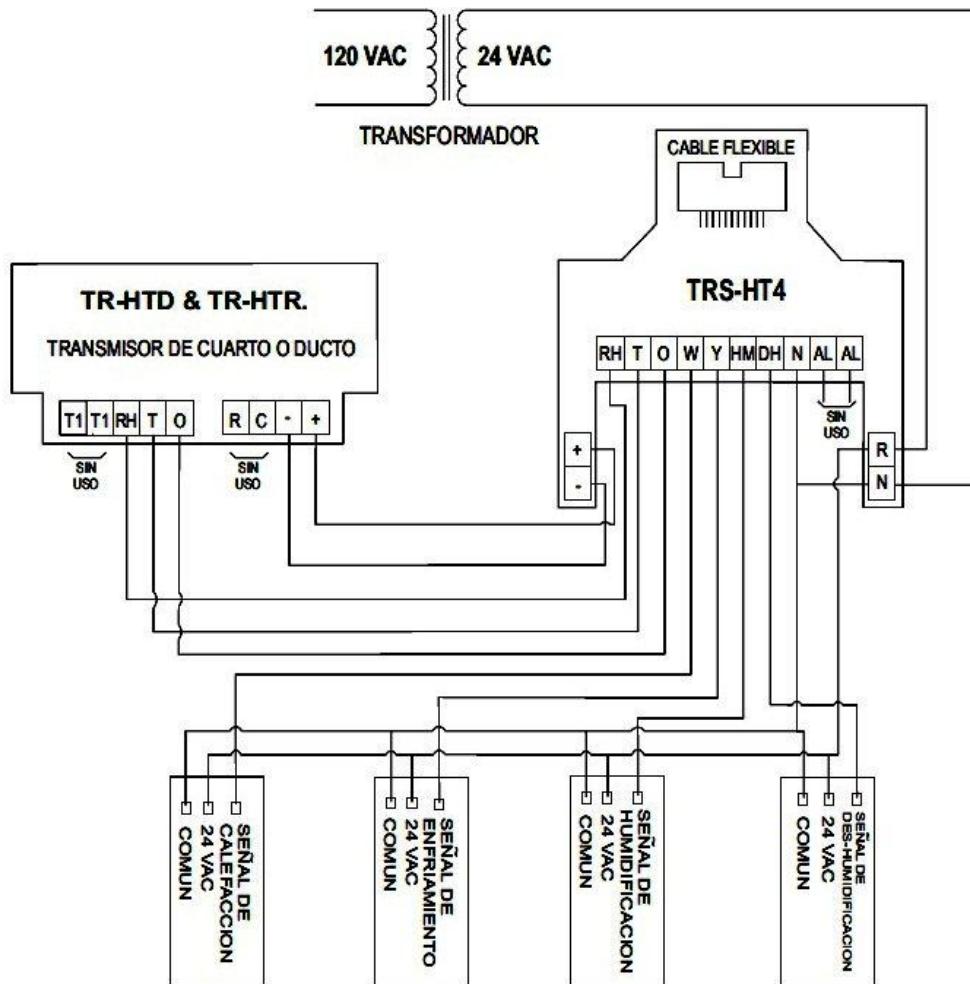 120 VAC
24 VAC
TRANSFORMADOR
CABLE FLEXIBLE
TRS-HT4
RH T O W Y HM DH N AL AL
SIN
USO
+
-
R
N
TR-HTD & TR-HTR.
TRANSMISOR DE CUARTO O DUCTO
T1 T1 RH T O
R C - +
SIN
USO
SIN
USO
COMUN
24 VAC
SEÑAL DE
CALEFACCION
COMUN
24 VAC
SEÑAL DE
ENFRIAMIENTO
COMUN
24 VAC
SEÑAL DE
HUMIDIFICACION
COMUN
24 VAC
SEÑAL DE
DES-HUMIDIFICACION